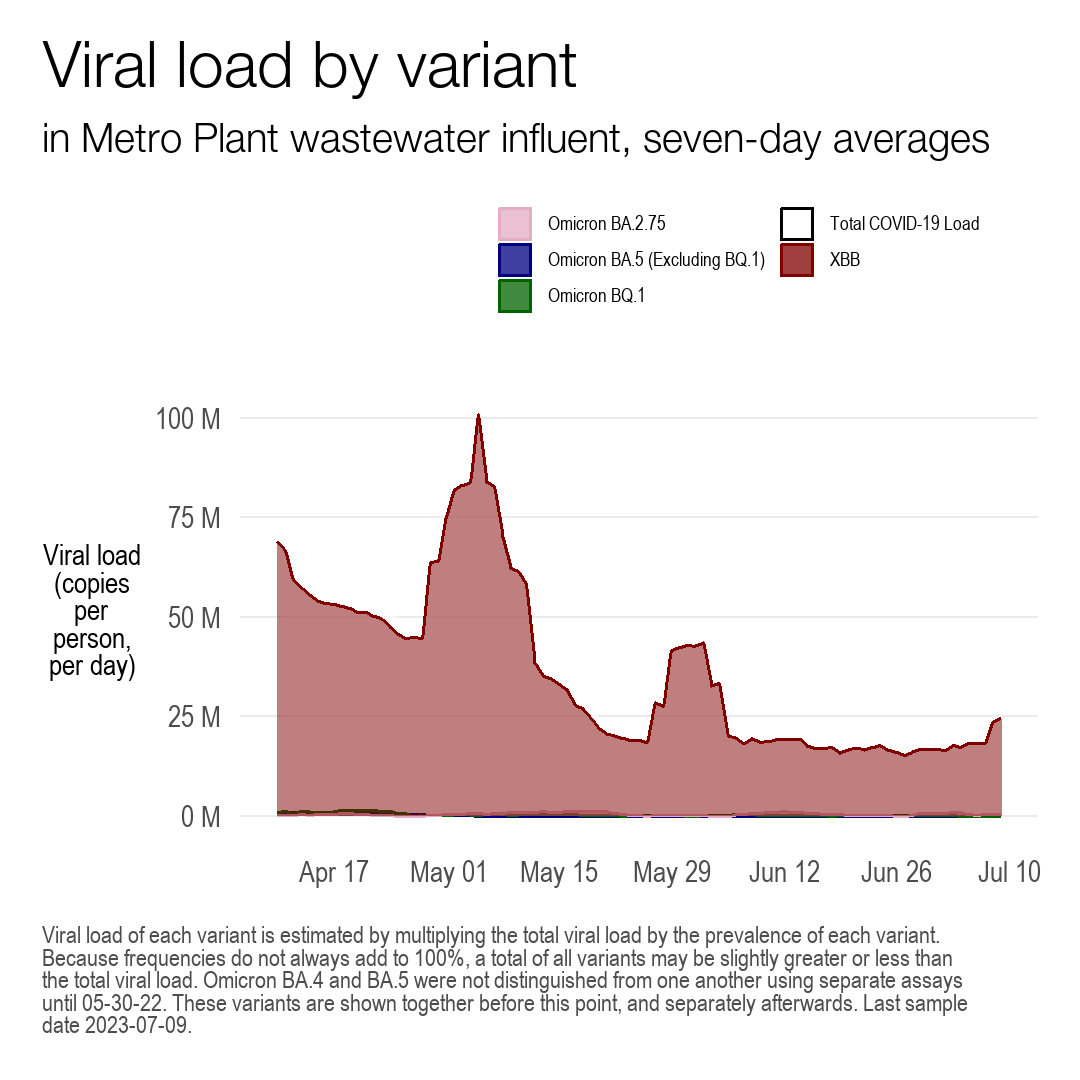 Viral load by variant
in Metro Plant wastewater influent, seven-day averages
Omicron BA.2.75
Omicron BA.5 (Excluding BQ.1)
Omicron BQ.1
Total COVID-19 Load
XBB
100 M
75 M
50 M
25 M
0 M
Viral load
(copies
per
person,
per day)
Apr 17
May 01
May 15
May 29
Jun 12
Jun 26
Jul 10
Viral load of each variant is estimated by multiplying the total viral load by the prevalence of each variant.
Because frequencies do not always add to 100%, a total of all variants may be slightly greater or less than
the total viral load. Omicron BA.4 and BA.5 were not distinguished from one another using separate assays
until 05-30-22. These variants are shown together before this point, and separately afterwards. Last sample
date 2023-07-09.